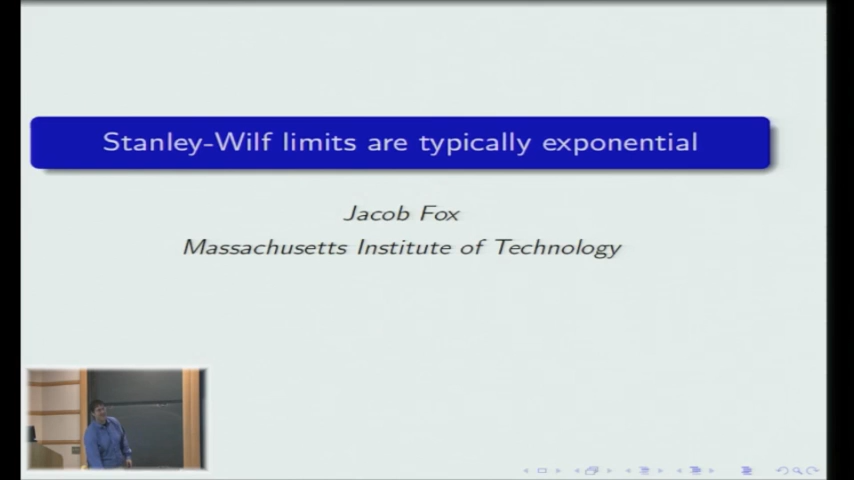 Stanley-Wilf limits are typically exponential
Jacob Fox
Massachusetts Institute of Technology